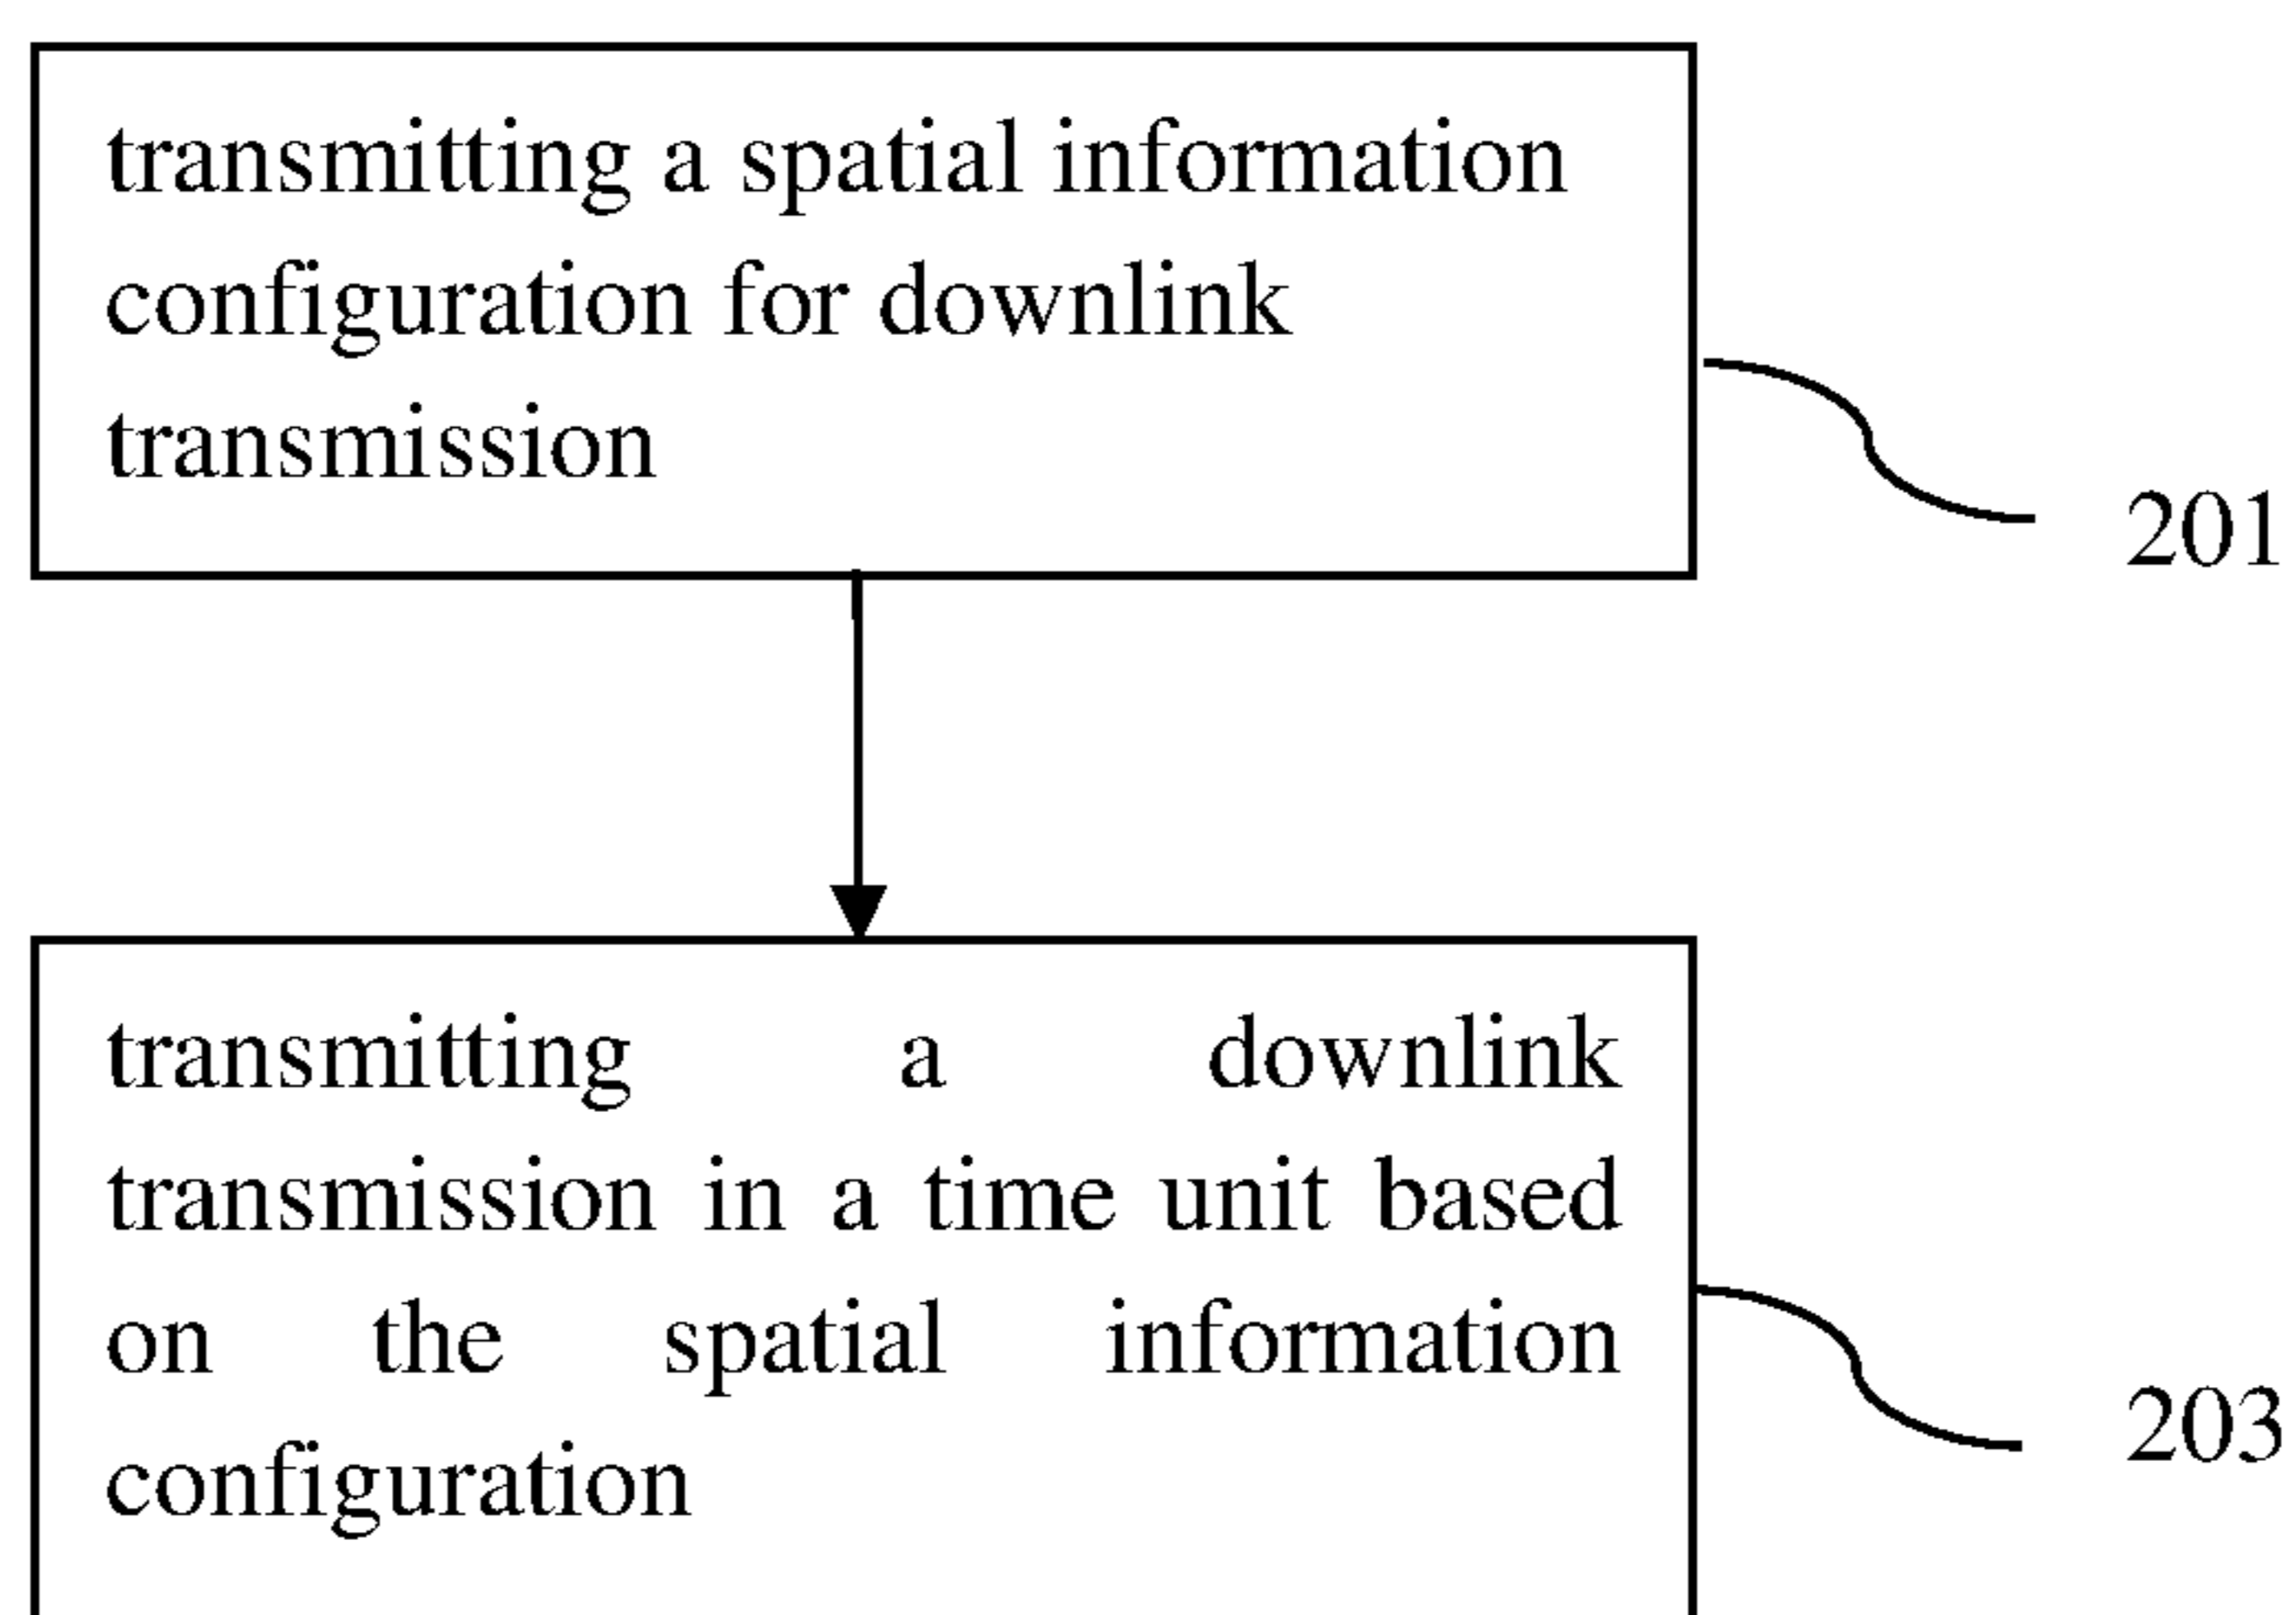 transmitting a spatial information
configuration for downlink
transmission
201
transmitting a downlink
transmission in a time unit based
on the spatial information
configuration
203